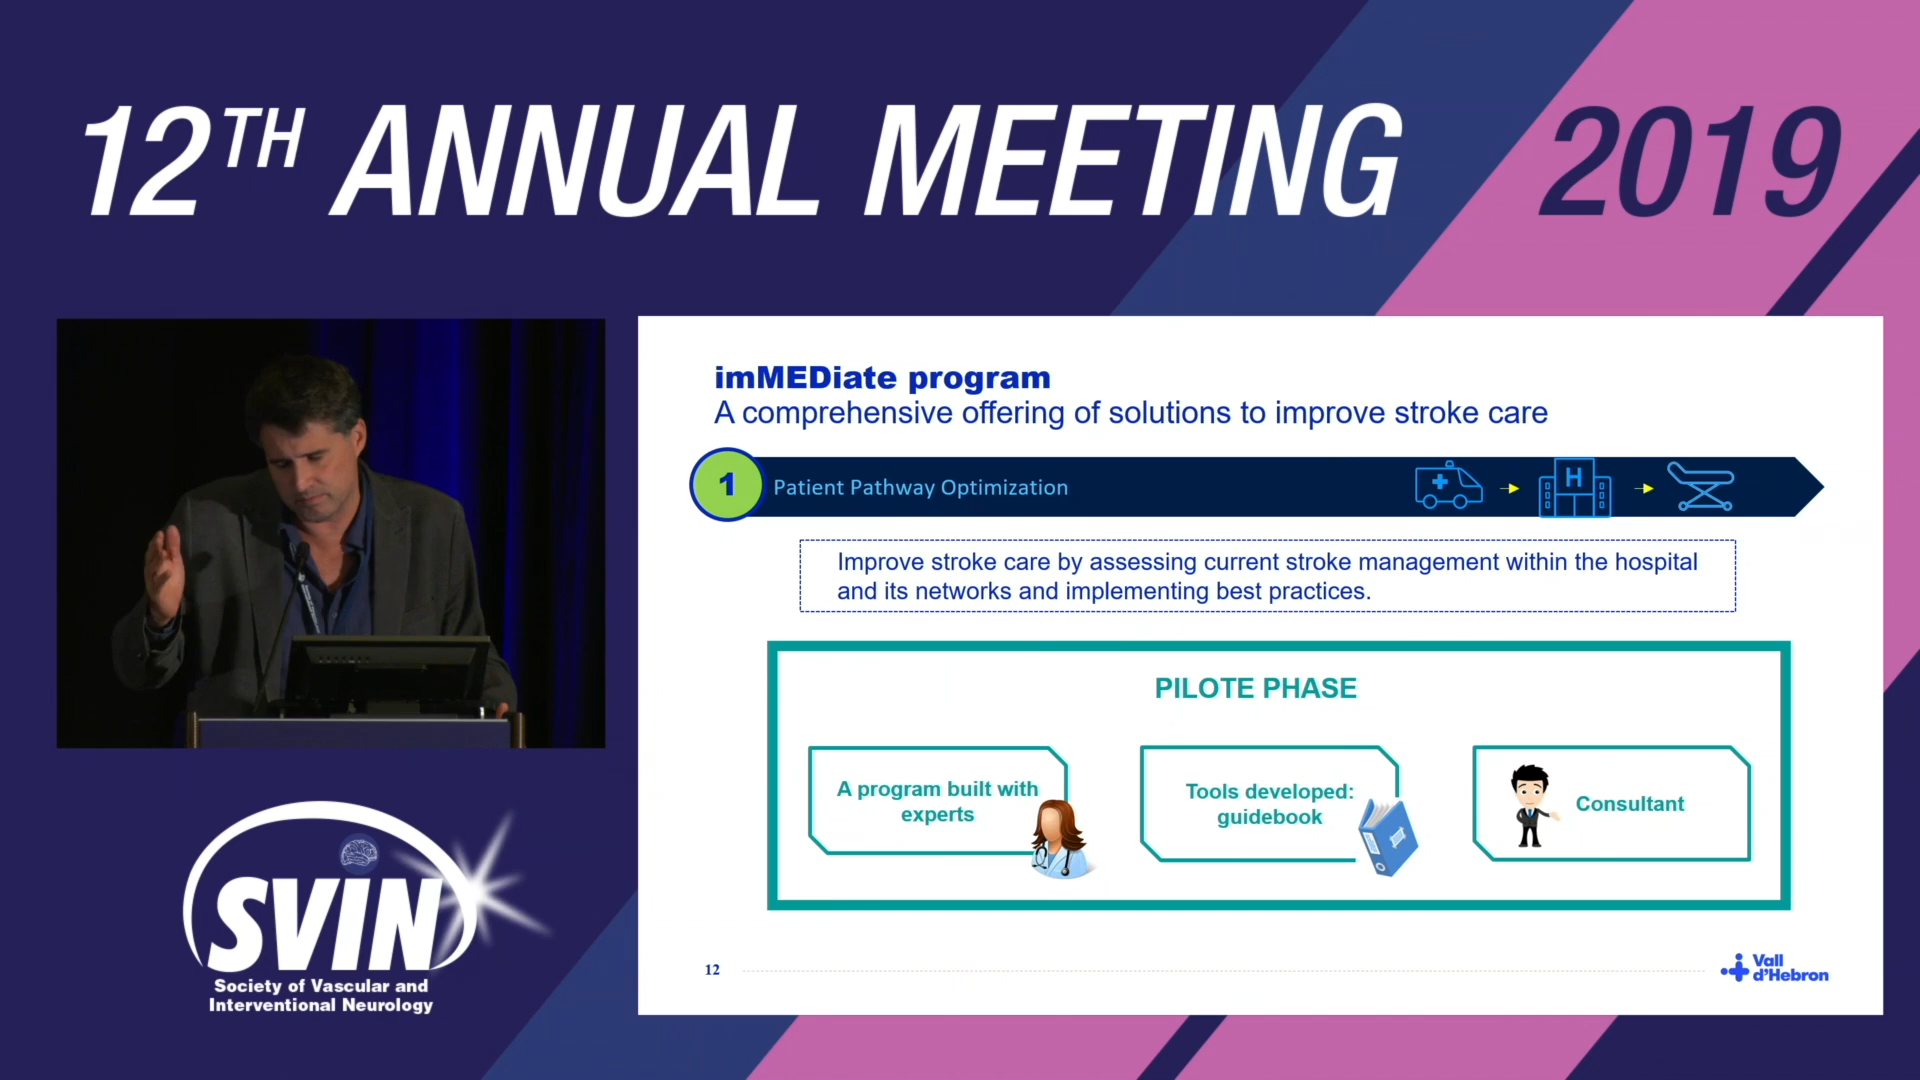 12TH ANNUAL MEETING 2019
imMEDiate program
A comprehensive offering of solutions to improve stroke care
1
Patient Pathway Optimization
H
Improve stroke care by assessing current stroke management within the hospital
and its networks and implementing best practices.
PILOTE PHASE
A program built with
experts
Tools developed:
guidebook
Consultant
12
Vall
d'Hebron
SVIN
Society of Vascular and
Interventional Neurology